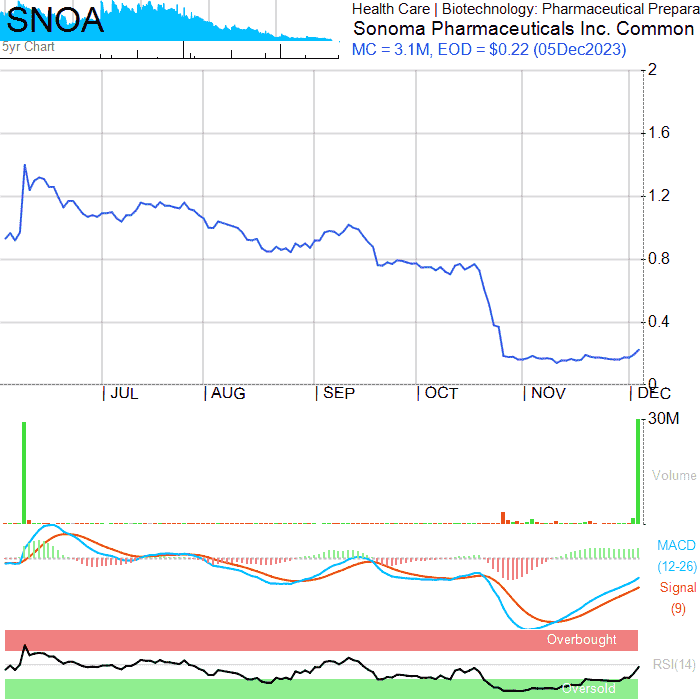 SNOA
5yr Chart
Health Care | Biotechnology: Pharmaceutical Prepara
Sonoma Pharmaceuticals Inc. Common
MC = 3.1M, EOD = $0.22 (05Dec2023)
2
1.6
1.2
0.8
0.4
0
| JUL | AUG | SEP | OCT | NOV | DEC
30M
Volume
MACD
(12-26)
Signal
(9)
Overbought
RSI(14)
Oversold